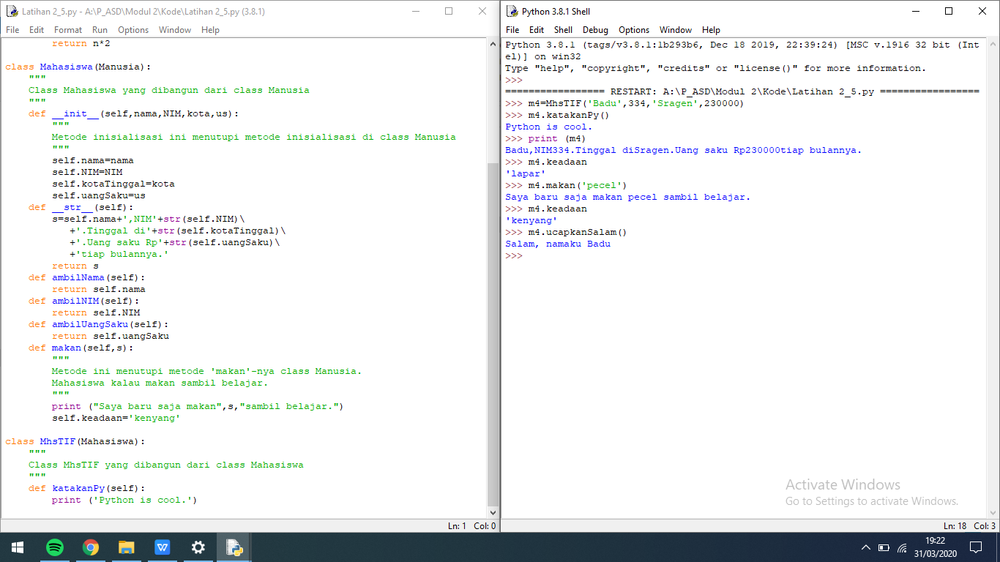 Latihan 2_5.py - A:\P_ASD\Modul 2\Kode\Latihan 2_5.py (3.8.1)
File Edit Format Run Options Window Help
        return n*2

class Mahasiswa(Manusia):
    """
    Class Mahasiswa yang dibangun dari class Manusia
    """
    def __init__(self,nama,NIM,kota,us):
        """
        Metode inisialisasi ini menutupi metode inisialisasi di class Manusia
        """
        self.nama=nama
        self.NIM=NIM
        self.kotaTinggal=kota
        self.uangSaku=us
    def __str__(self):
        s=self.nama+',NIM'+str(self.NIM)\
           +'.Tinggal di'+str(self.kotaTinggal)\
           +'.Uang saku Rp'+str(self.uangSaku)\
           +'tiap bulannya.'
        return s
    def ambilNama(self):
        return self.nama
    def ambilNIM(self):
        return self.NIM
    def ambilUangSaku(self):
        return self.uangSaku
    def makan(self,s):
        """
        Metode ini menutupi metode 'makan'-nya class Manusia.
        Mahasiswa kalau makan sambil belajar.
        """
        print ("Saya baru saja makan",s,"sambil belajar.")
        self.keadaan='kenyang'

class MhsTIF(Mahasiswa):
    """
    Class MhsTIF yang dibangun dari class Mahasiswa
    """
    def katakanPy(self):
        print ('Python is cool.')
Ln: 1 Col: 0
Python 3.8.1 Shell
File Edit Shell Debug Options Window Help
Python 3.8.1 (tags/v3.8.1:1b293b6, Dec 18 2019, 22:39:24) [MSC v.1916 32 bit (Int
el)] on win32
Type "help", "copyright", "credits" or "license()" for more information.
>>>
================= RESTART: A:\P_ASD\Modul 2\Kode\Latihan 2_5.py =================
>>> m4=MhsTIF('Badu',334,'Sragen',230000)
>>> m4.katakanPy()
Python is cool.
>>> print (m4)
Badu,NIM334.Tinggal diSragen.Uang saku Rp230000tiap bulannya.
>>> m4.keadaan
'lapar'
>>> m4.makan('pecel')
Saya baru saja makan pecel sambil belajar.
>>> m4.keadaan
'kenyang'
>>> m4.ucapkanSalam()
Salam, namaku Badu
>>>
Activate Windows
Go to Settings to activate Windows.
Ln: 18 Col: 3
19:22
31/03/2020